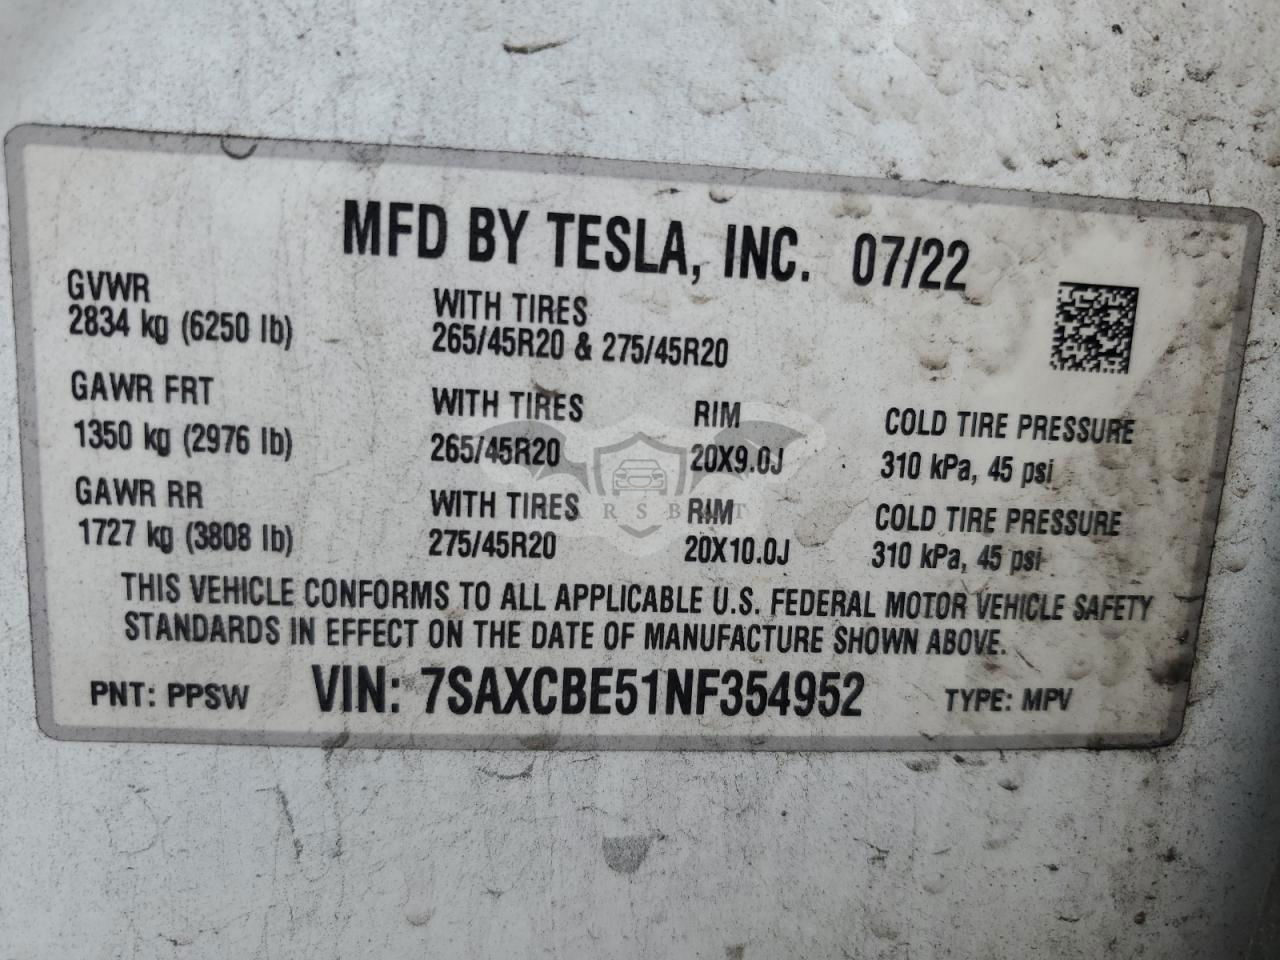 MFD BY TESLA, INC. 07/22
GVWR
2834 kg (6250 lb)
WITH TIRES
265/45R20 & 275/45R20
GAWR FRT
1350 kg (2976 lb)
WITH TIRES
265/45R20
RIM
20X9.0J
COLD TIRE PRESSURE
310 kPa, 45 psi
GAWR RR
1727 kg (3808 lb)
WITH TIRES
275/45R20
RIM
20X10.0J
COLD TIRE PRESSURE
310 kPa, 45 psi
THIS VEHICLE CONFORMS TO ALL APPLICABLE U.S. FEDERAL MOTOR VEHICLE SAFETY
STANDARDS IN EFFECT ON THE DATE OF MANUFACTURE SHOWN ABOVE.
PNT: PPSW VIN: 7SAXCBE51NF354952 TYPE: MPV